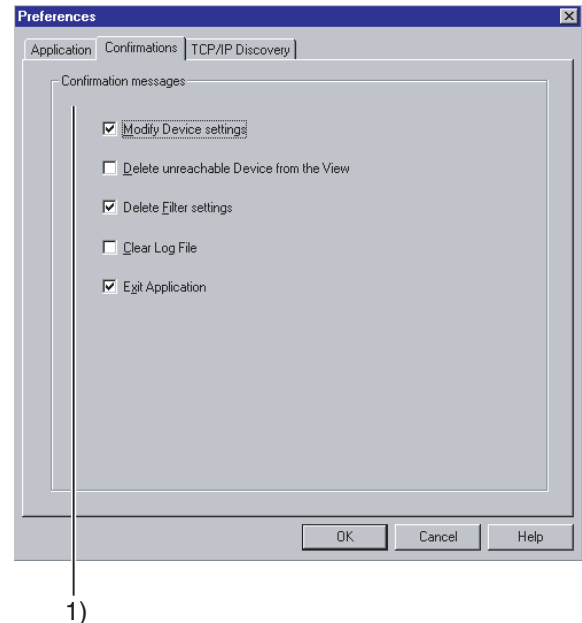 Preferences
Application Confirmations TCP/IP Discovery
Confirmation messages
Modify Device settings
Delete unreachable Device from the View
Delete Filter settings
Clear Log File
Exit Application
OK Cancel Help
1)